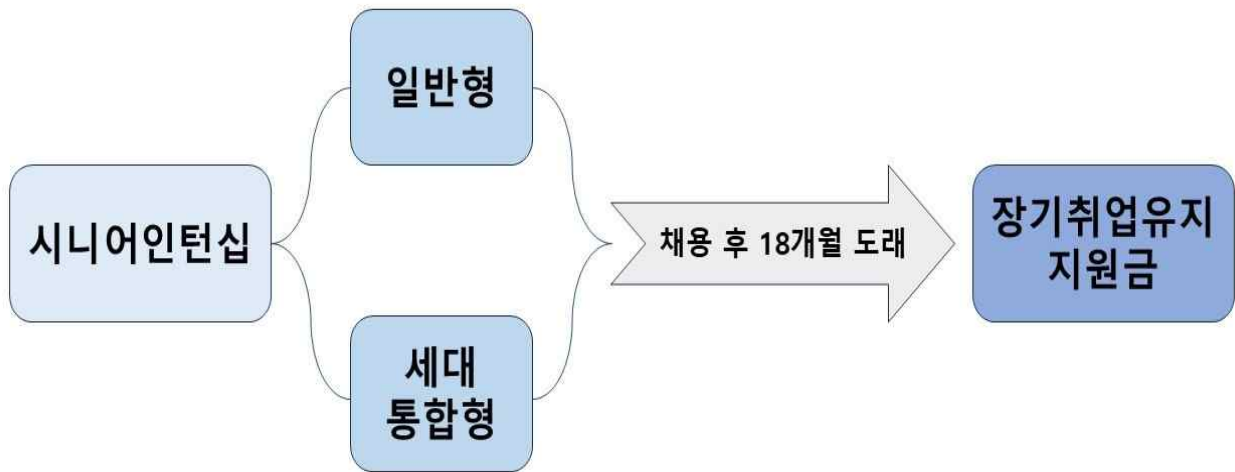 일반형
시니어인턴십
채용 후 18개월 도래
장기취업유지
지원금
세대
통합형